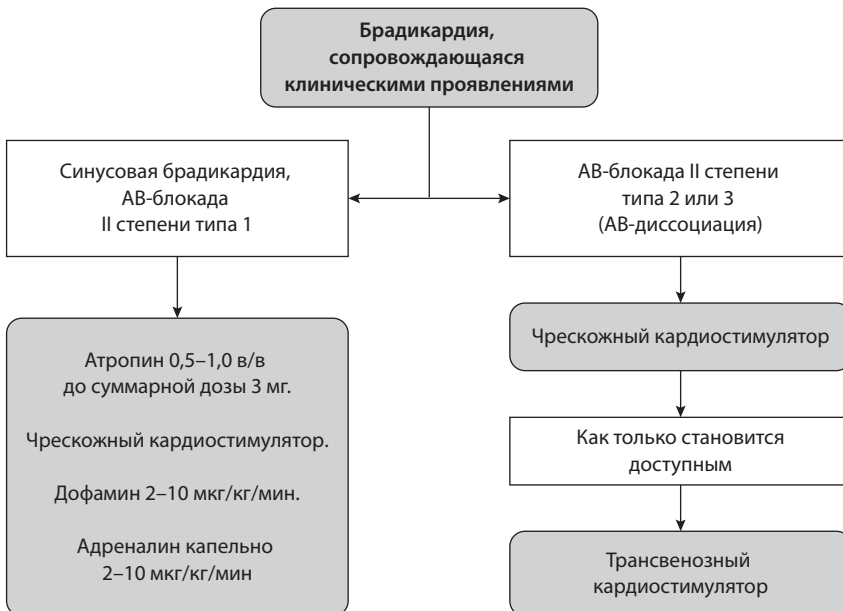 Брадикардия,
сопровождающаяся
клиническими проявлениями
Синусовая брадикардия,
АВ-блокада
II степени типа 1
АВ-блокада II степени
типа 2 или 3
(АВ-диссоциация)
Атропин 0,5–1,0 в/в
до суммарной дозы 3 мг.
Чрескожный кардиостимулятор.
Дофамин 2–10 мкг/кг/мин.
Адреналин капельно
2–10 мкг/кг/мин
Чрескожный кардиостимулятор
Как только становится
доступным
Трансвенозный
кардиостимулятор